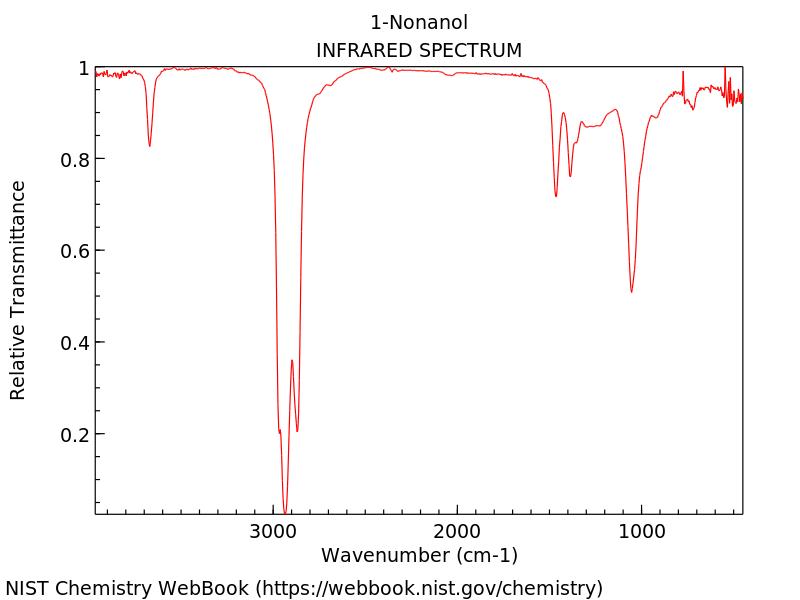 1-Nonanol
INFRARED SPECTRUM
1
0.8
0.6
0.4
0.2
Relative Transmittance
3000 2000 1000
Wavenumber (cm-1)
NIST Chemistry WebBook (https://webbook.nist.gov/chemistry)